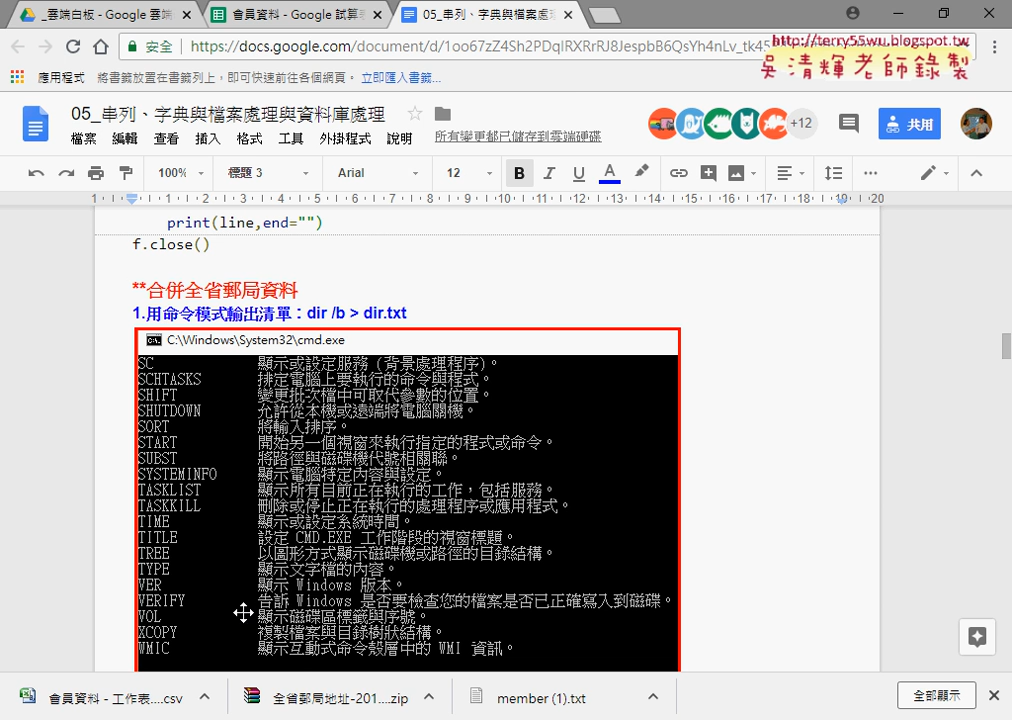 _雲端白板 - Google 雲端
會員資料 - Google 試算
05_串列、字典與檔案處
安全
https://docs.google.com/document/d/1oo67zZ4Sh2PDqIRXRrRJ8JespbB6QsYh4nLv_tk45
http://terry55wu.blogspot.tw
吳清輝老師錄製
應用程式
將書籤放置在書籤列上，即可快速前往各個網頁。
立即匯入書籤...
05_串列、字典與檔案處理與資料庫處理
檔案 編輯 查看 插入 格式 工具 外掛程式 說明
所有變更都已儲存到雲端硬碟
+12
共用
100%
標題 3
Arial
12
B I U A
1 1 2 3 4 5 6 7 8 9 10 11 12 13 14 15 16 17 18 19 20
print(line,end="")
f.close()
**合併全省郵局資料
1.用命令模式輸出清單：dir /b > dir.txt
C:\Windows\System32\cmd.exe
SC 顯示或設定服務 (背景處理程序)。
SCHTASKS 排定電腦上要執行的命令與程式。
SHIFT 變更批次檔中可取代參數的位置。
SHUTDOWN 允許從本機或遠端將電腦關機。
SORT 將輸入排序。
START 開始另一個視窗來執行指定的程式或命令。
SUBST 將路徑與磁碟機代號相關聯。
SYSTEMINFO 顯示電腦特定內容與設定。
TASKLIST 顯示所有目前正在執行的工作，包括服務。
TASKKILL 刪除或停止正在執行的處理程序或應用程式。
TIME 顯示或設定系統時間。
TITLE 設定 CMD.EXE 工作階段的視窗標題。
TREE 以圖形方式顯示磁碟機或路徑的目錄結構。
TYPE 顯示文字檔的內容。
VER 顯示 Windows 版本。
VERIFY 告訴 Windows 是否要檢查您的檔案是否已正確寫入到磁碟。
VOL 顯示磁碟區標籤與序號。
XCOPY 複製檔案與目錄樹狀結構。
WMIC 顯示互動式命令殼層中的 WMI 資訊。
會員資料 - 工作表....csv
全省郵局地址-201....zip
member (1).txt
全部顯示